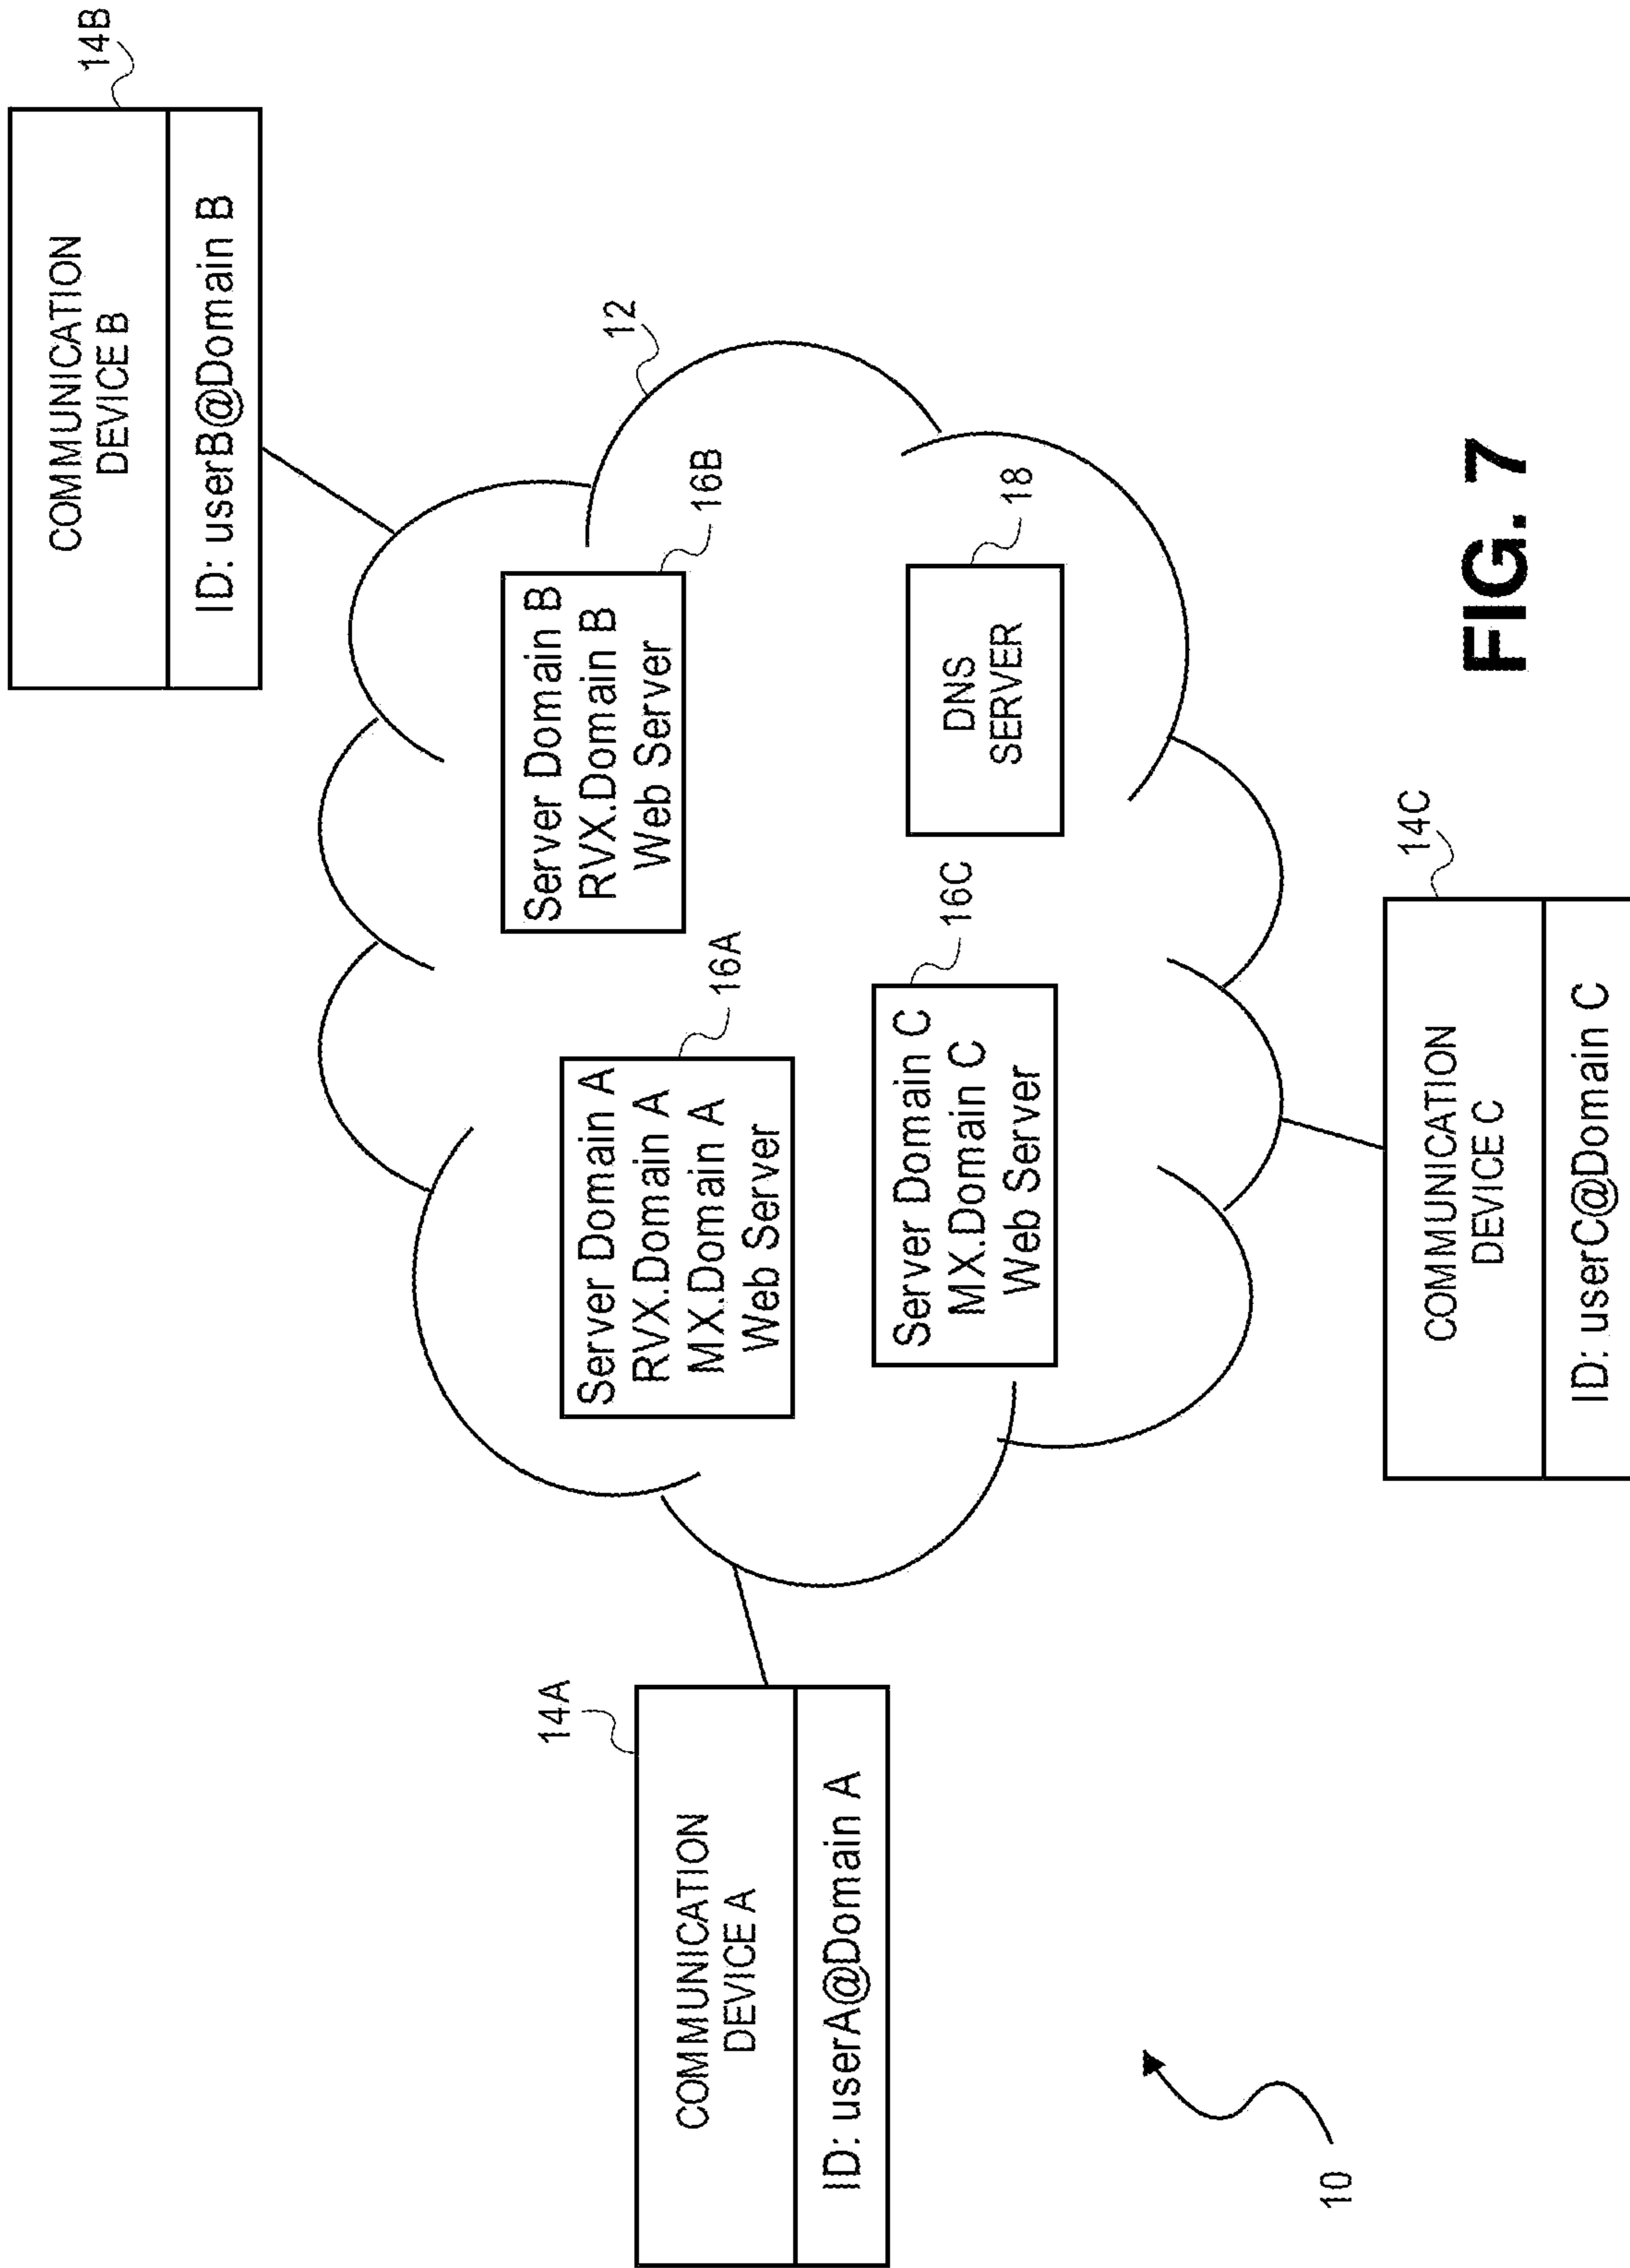 COMMUNICATION
DEVICE B
ID: userB@Domain B
14B
12
Server Domain B
RVX.Domain B
Web Server
16B
Server Domain A
RVX.Domain A
MX.Domain A
Web Server
16A
14A
COMMUNICATION
DEVICE A
ID: userA@Domain A
Server Domain C
MX.Domain C
Web Server
16C
DNS
SERVER
18
COMMUNICATION
DEVICE C
ID: userC@Domain C
14C
10
FIG. 7